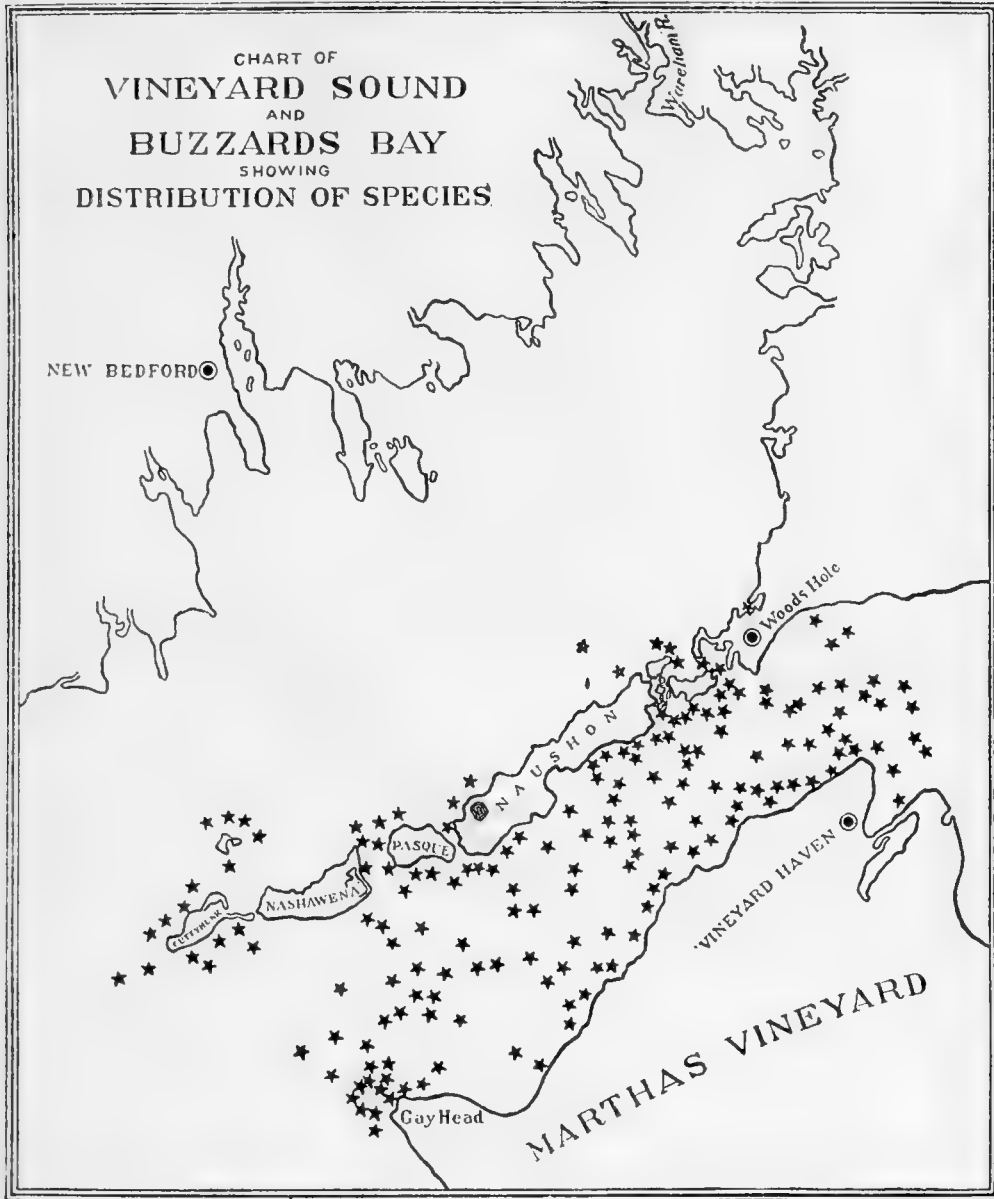 CHART OF
VINEYARD SOUND
AND
BUZZARDS BAY
SHOWING
DISTRIBUTION OF SPECIES
Wareham R.
NEW BEDFORD
Woods Hole
NAUSHON
PASQUE
NASHAWENA
CUTTYHUNK
VINEYARD HAVEN
MARTHAS VINEYARD
Gay Head